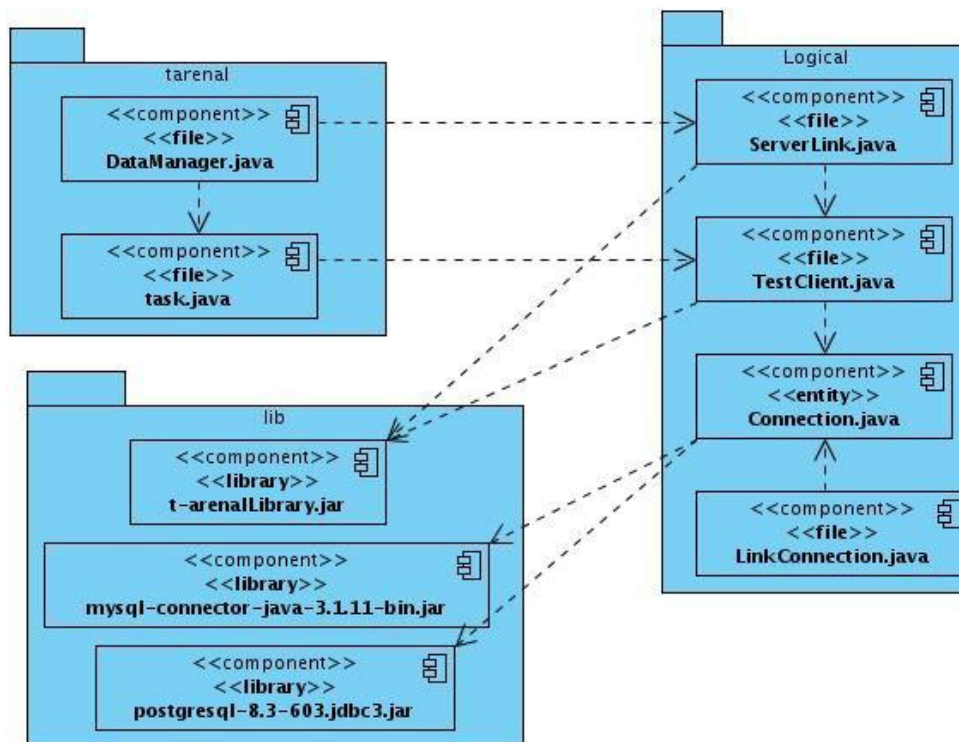 tarenal
<<component>>
<<file>>
DataManager.java
<<component>>
<<file>>
task.java
Logical
<<component>>
<<file>>
ServerLink.java
<<component>>
<<file>>
TestClient.java
<<component>>
<<entity>>
Connection.java
<<component>>
<<file>>
LinkConnection.java
lib
<<component>>
<<library>>
t-arenalLibrary.jar
<<component>>
<<library>>
mysql-connector-java-3.1.11-bin.jar
<<component>>
<<library>>
postgresql-8.3-603.jdbc3.jar